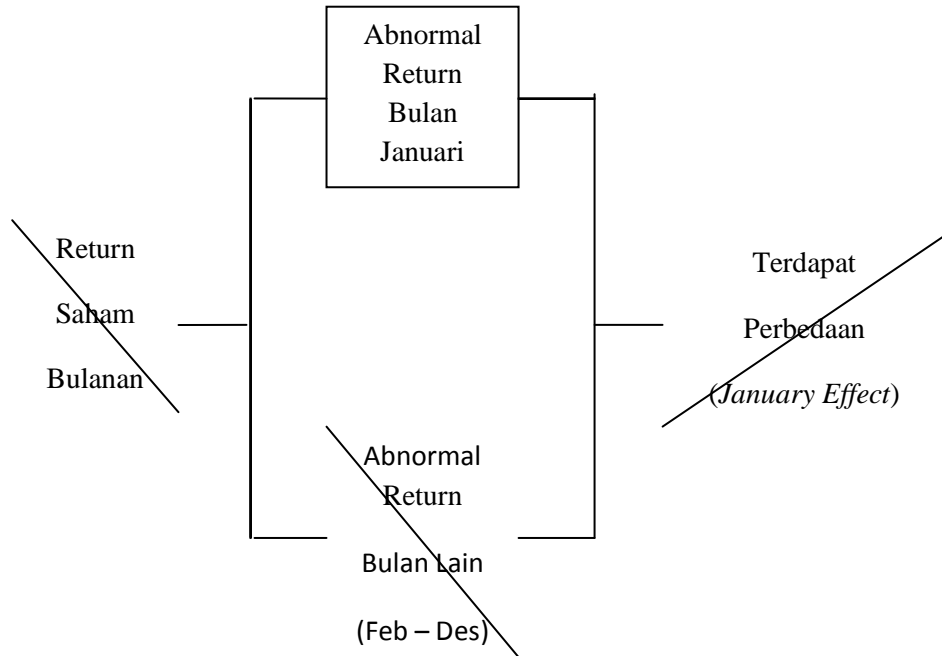 Abnormal
Return
Bulan
Januari
Return
Saham
Bulanan
Terdapat
Perbedaan
(January Effect)
Abnormal
Return
Bulan Lain
(Feb – Des)